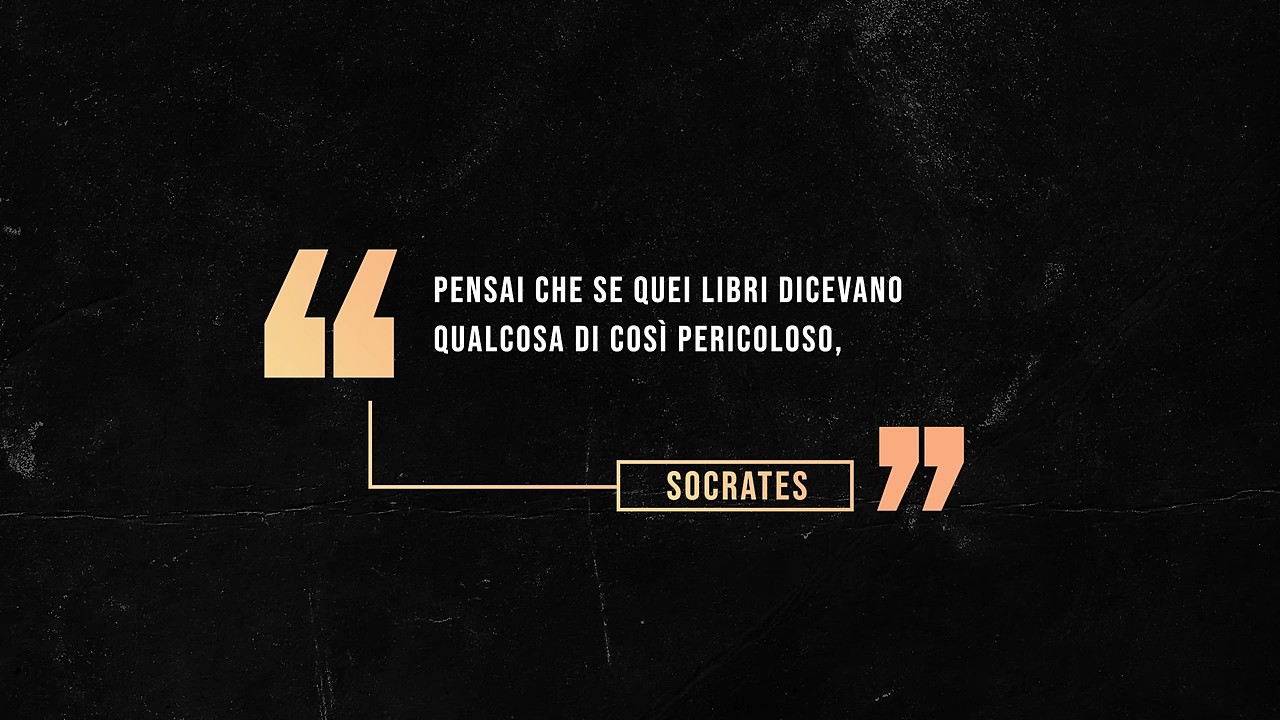 PENSAI CHE SE QUEI LIBRI DICEVANO
QUALCOSA DI COSÌ PERICOLOSO,
SOCRATES